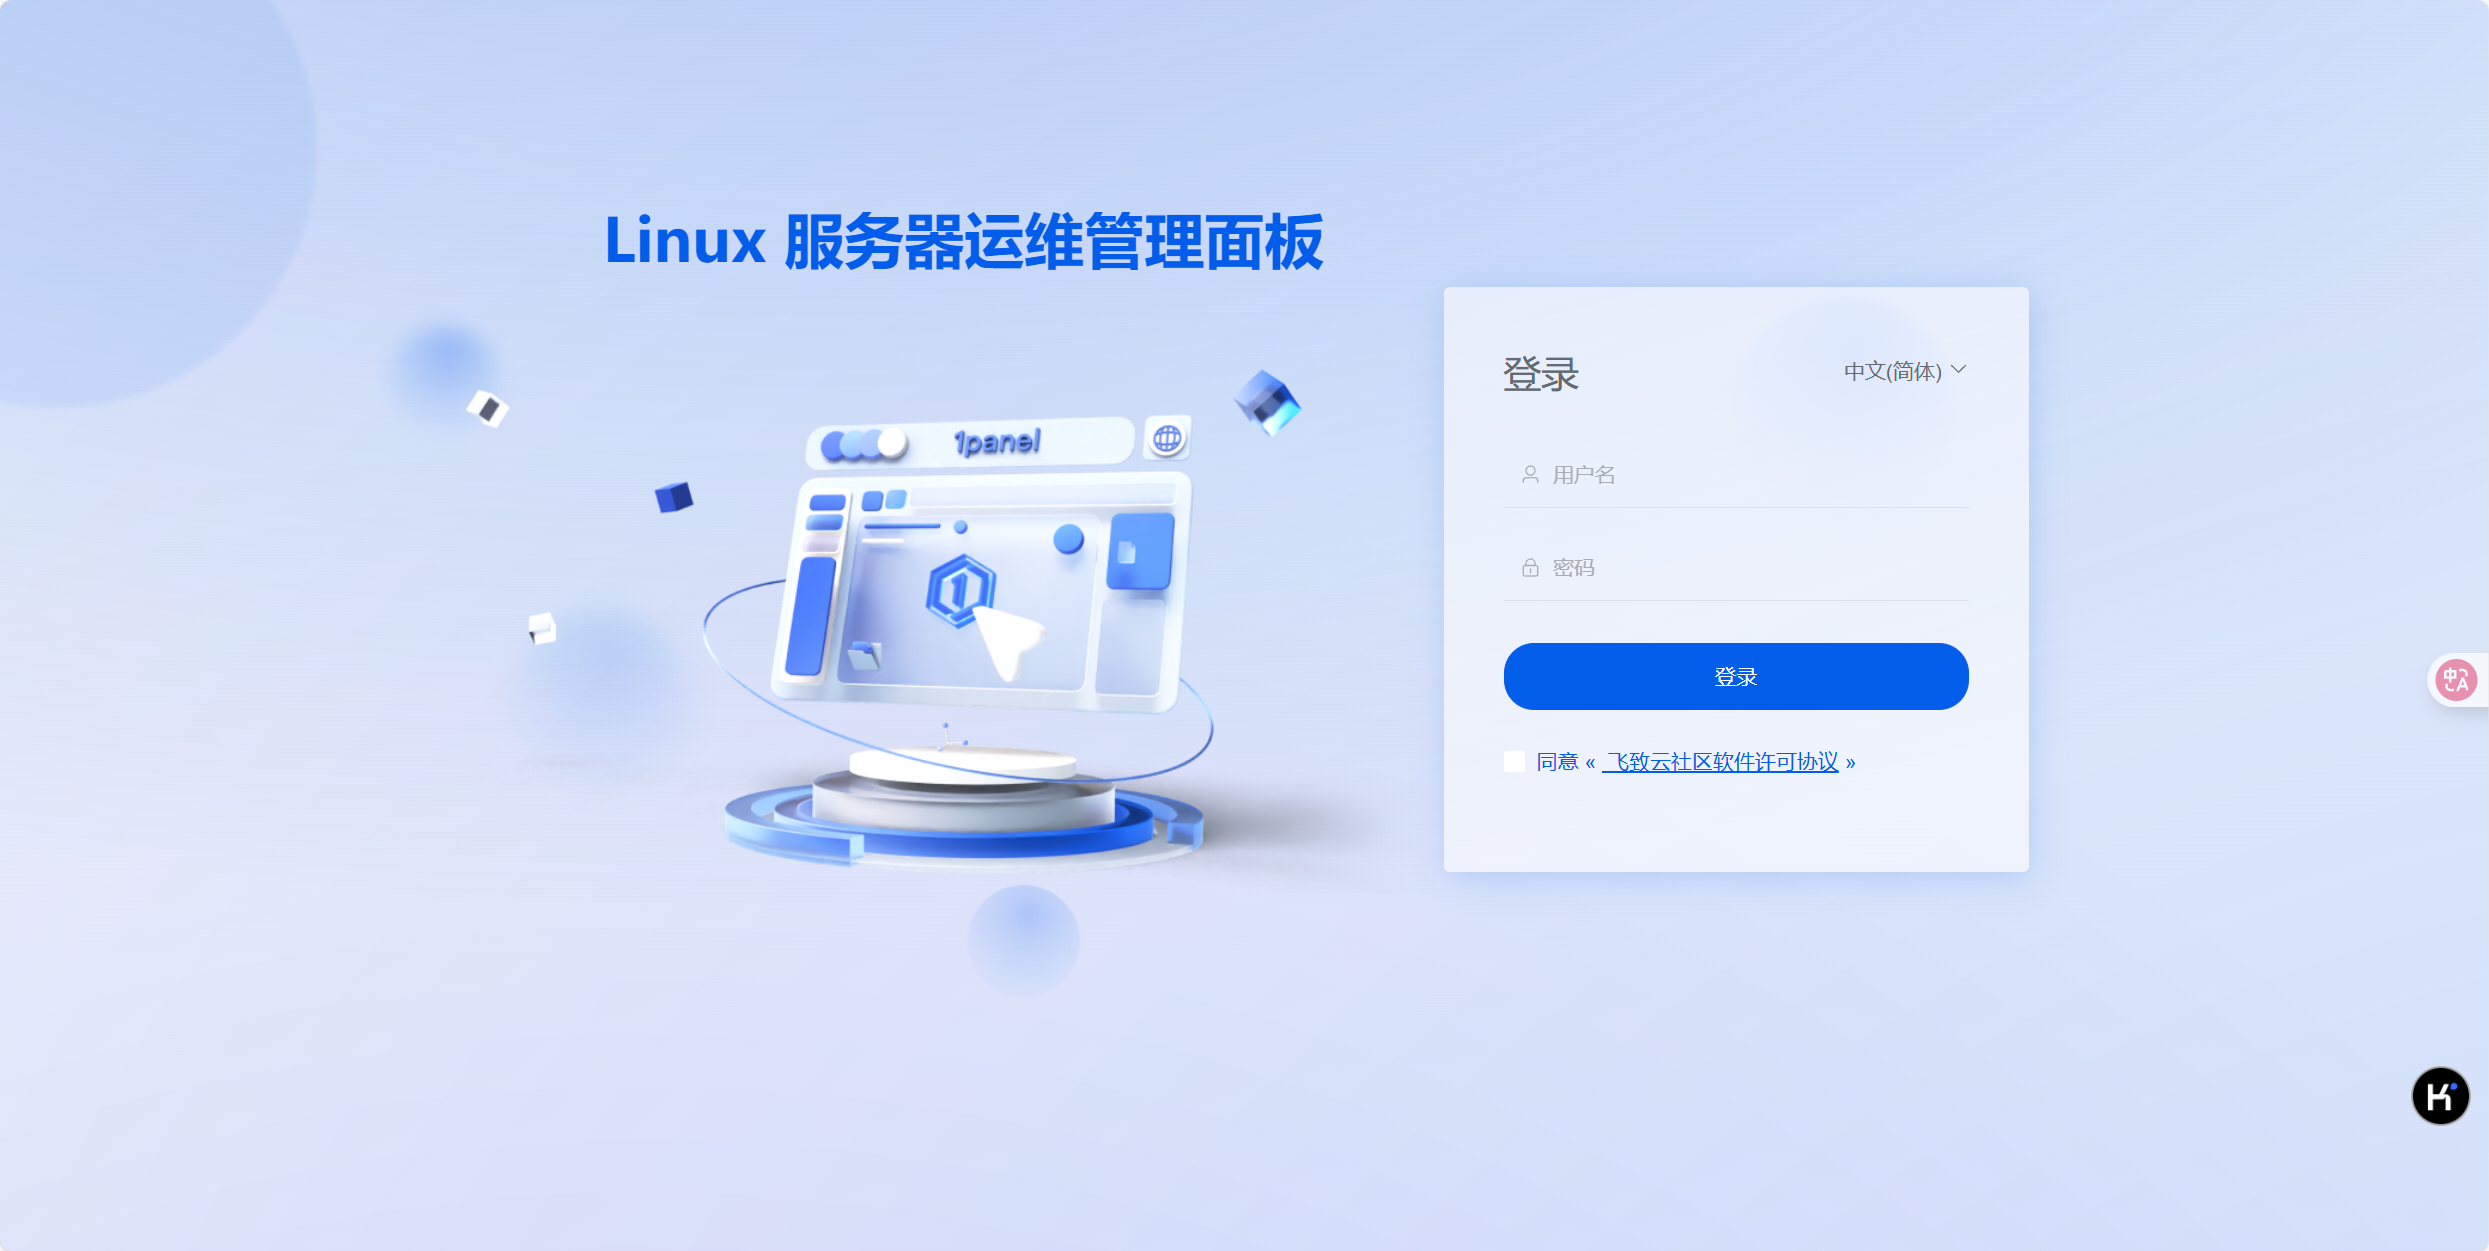 Linux 服务器运维管理面板
1panel
登录
中文(简体)
用户名
密码
登录
同意 « 飞致云社区软件许可协议 »